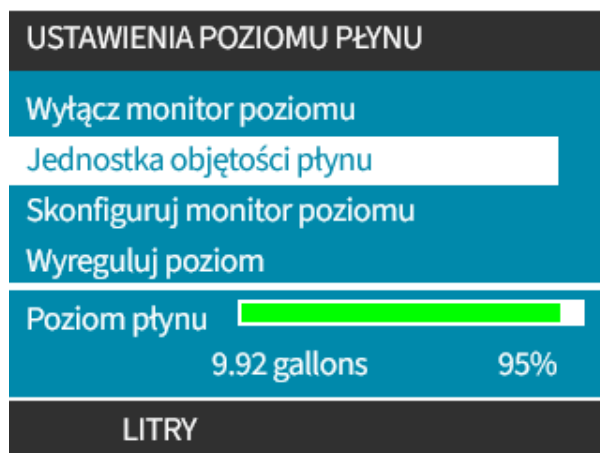 USTAWIENIA POZIOMU PŁYNU
Wyłącz monitor poziomu
Jednostka objętości płynu
Skonfiguruj monitor poziomu
Wyreguluj poziom
Poziom płynu
9.92 gallons 95%
LITRY